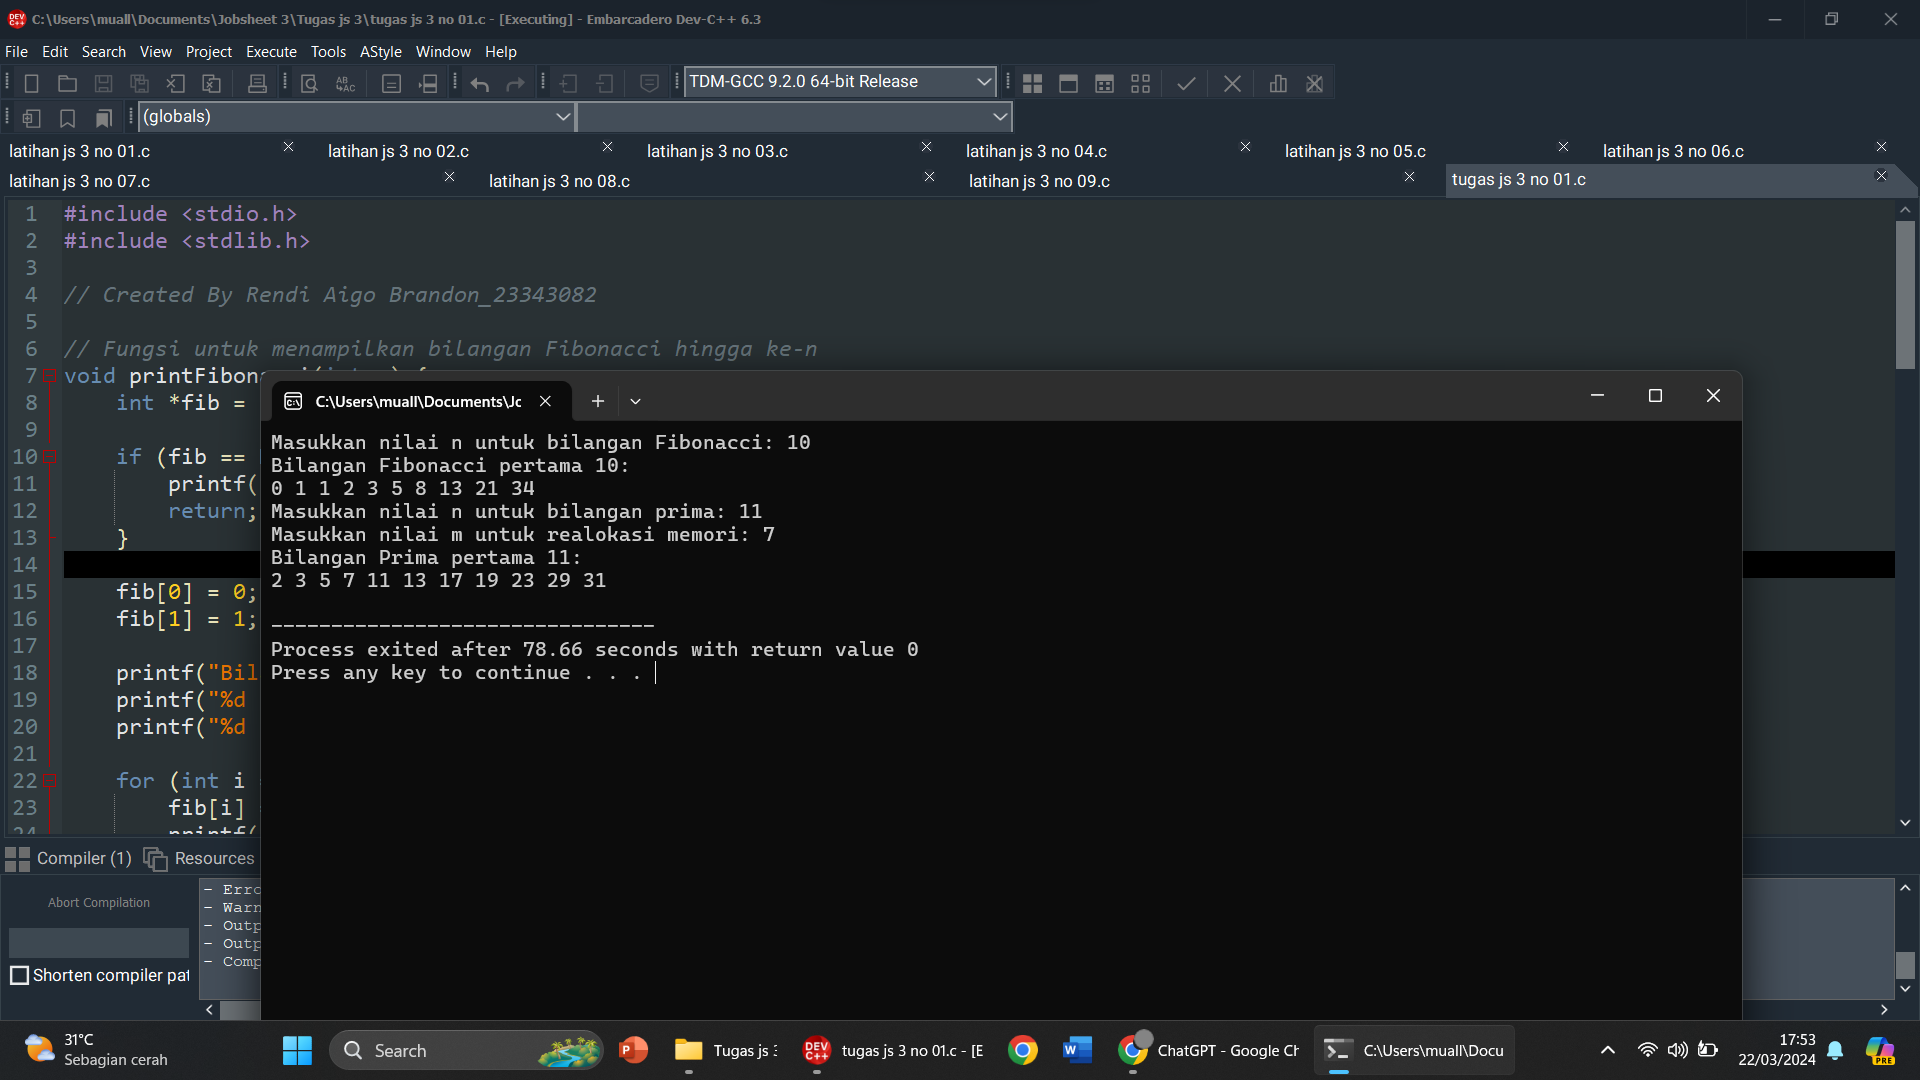 C:\Users\muall\Documents\Jobsheet 3\Tugas js 3\tugas js 3 no 01.c - [Executing] - Embarcadero Dev-C++ 6.3
File Edit Search View Project Execute Tools AStyle Window Help
TDM-GCC 9.2.0 64-bit Release
(globals)
latihan js 3 no 01.c latihan js 3 no 02.c latihan js 3 no 03.c latihan js 3 no 04.c latihan js 3 no 05.c latihan js 3 no 06.c
latihan js 3 no 07.c latihan js 3 no 08.c latihan js 3 no 09.c tugas js 3 no 01.c
1 #include <stdio.h>
2 #include <stdlib.h>
3
4 // Created By Rendi Aigo Brandon_23343082
5
6 // Fungsi untuk menampilkan bilangan Fibonacci hingga ke-n
7 void printFibon
8 int *fib =
9
10 if (fib ==
11 printf(
12 return;
13 }
14
15 fib[0] = 0;
16 fib[1] = 1;
17
18 printf("Bil
19 printf("%d
20 printf("%d
21
22 for (int i
23 fib[i]
24 printf(
C:\Users\muall\Documents\Jc
Masukkan nilai n untuk bilangan Fibonacci: 10
Bilangan Fibonacci pertama 10:
0 1 1 2 3 5 8 13 21 34
Masukkan nilai n untuk bilangan prima: 11
Masukkan nilai m untuk realokasi memori: 7
Bilangan Prima pertama 11:
2 3 5 7 11 13 17 19 23 29 31
--------------------------------
Process exited after 78.66 seconds with return value 0
Press any key to continue . . .
Compiler (1) Resources
Abort Compilation
Shorten compiler pat
- Erro
- Warn
- Outp
- Outp
- Comp
31°C
Sebagian cerah
Search
Tugas js 3
DEV C++
tugas js 3 no 01.c - [E
ChatGPT - Google Ch
C:\Users\muall\Docu
17:53
22/03/2024
PRE